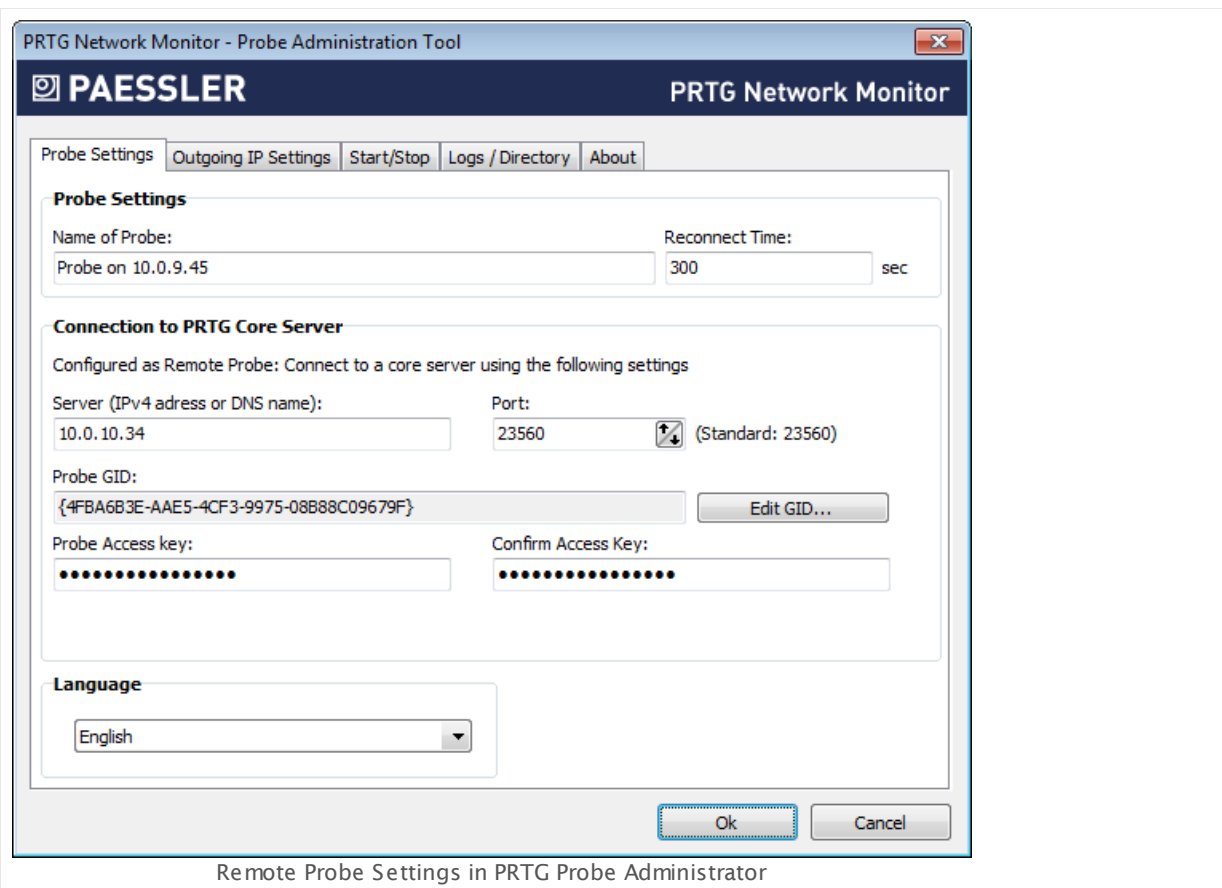 PRTG Network Monitor - Probe Administration Tool
PAESSLER
PRTG Network Monitor
Probe Settings Outgoing IP Settings Start/Stop Logs / Directory About
Probe Settings
Name of Probe: Reconnect Time:
Probe on 10.0.9.45 300 sec
Connection to PRTG Core Server
Configured as Remote Probe: Connect to a core server using the following settings
Server (IPv4 adress or DNS name): Port:
10.0.10.34 23560 (Standard: 23560)
Probe GID:
{4FBA6B3E-AAE5-4CF3-9975-08B88C09679F} Edit GID...
Probe Access key: Confirm Access Key:
●●●●●●●●●●●●●●●● ●●●●●●●●●●●●●●●●
Language
English
Ok Cancel
Remote Probe Settings in PRTG Probe Administrator